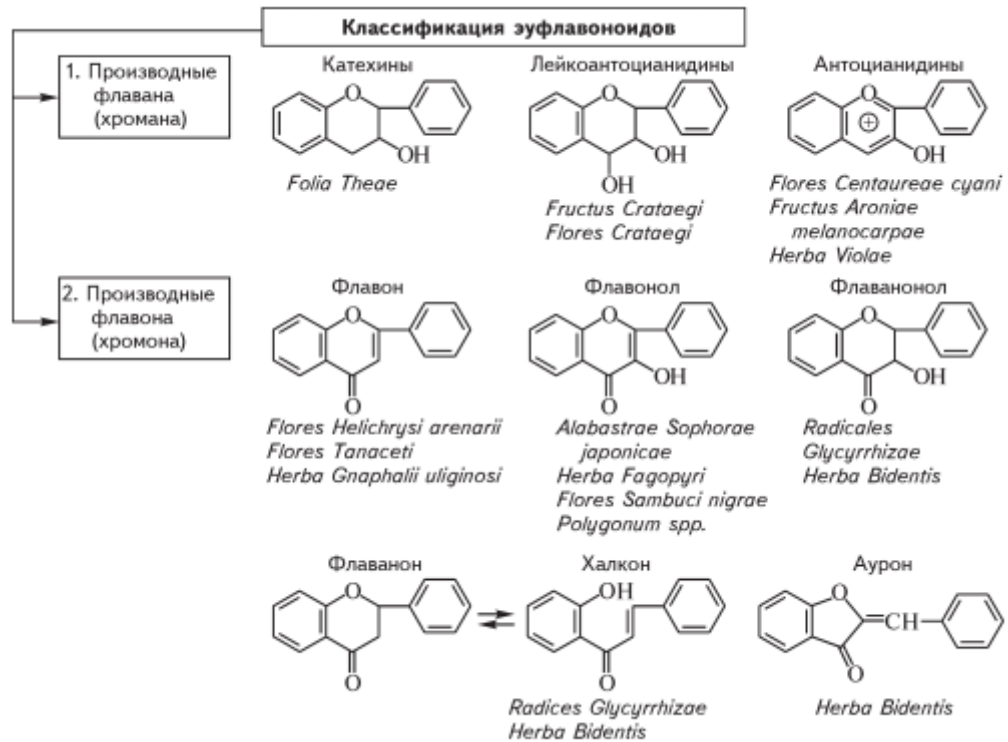 Классификация эуфлавоноидов
1. Производные
флавана
(хромана)
Катехины
O
OH
Folia Theae
Лейкоантоцианидины
O
OH
OH
Fructus Crataegi
Flores Crataegi
Антоцианидины
O
+
OH
Flores Centaureae cyani
Fructus Aroniae
melanocarpae
Herba Violae
2. Производные
флавона
(хромона)
Флавон
O
O
Flores Helichrysi arenarii
Flores Tanaceti
Herba Gnaphalii uliginosi
Флавонол
O
OH
O
Alabastrae Sophorae
japonicae
Herba Fagopyri
Flores Sambuci nigrae
Polygonum spp.
Флаванонол
O
OH
O
Radicales
Glycyrrhizae
Herba Bidentis
Флаванон
O
O
Халкон
OH
O
Radices Glycyrrhizae
Herba Bidentis
Аурон
O
CH
O
Herba Bidentis